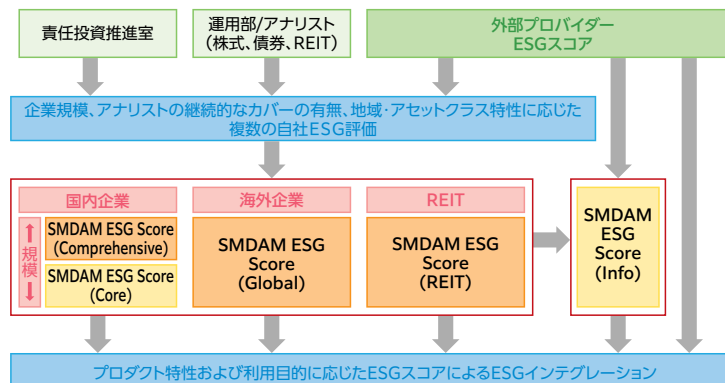 責任投資推進室
運用部/アナリスト
(株式、債券、REIT)
外部プロバイダー
ESGスコア
企業規模、アナリストの継続的なカバーの有無、地域・アセットクラス特性に応じた
複数の自社ESG評価
国内企業
海外企業
REIT
規模
SMDAM ESG Score
(Comprehensive)
SMDAM ESG Score
(Core)
SMDAM ESG
Score
(Global)
SMDAM ESG
Score
(REIT)
SMDAM
ESG
Score
(Info)
プロダクト特性および利用目的に応じたESGスコアによるESGインテグレーション